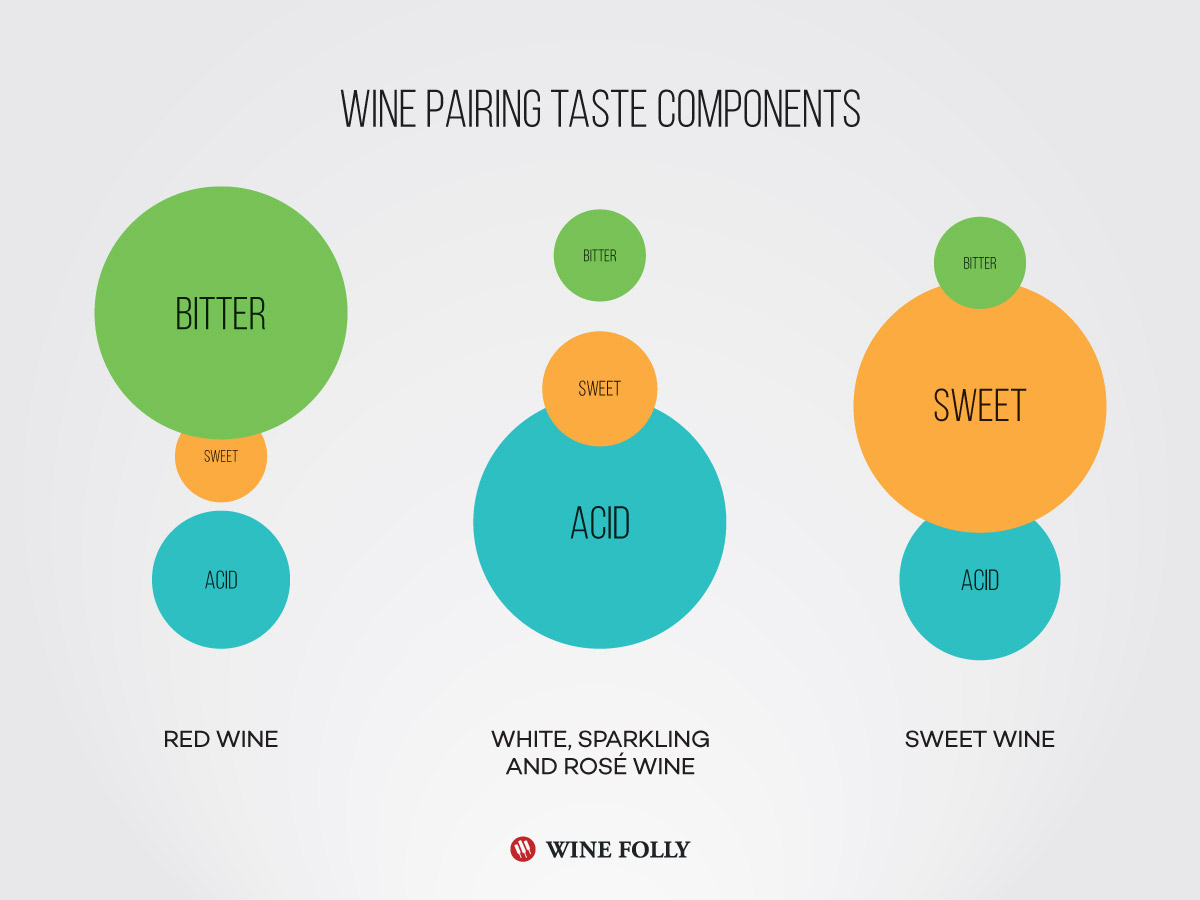 WINE PAIRING TASTE COMPONENTS
BITTER
SWEET
ACID
RED WINE
BITTER
SWEET
ACID
WHITE, SPARKLING
AND ROSÉ WINE
BITTER
SWEET
ACID
SWEET WINE
WINE FOLLY